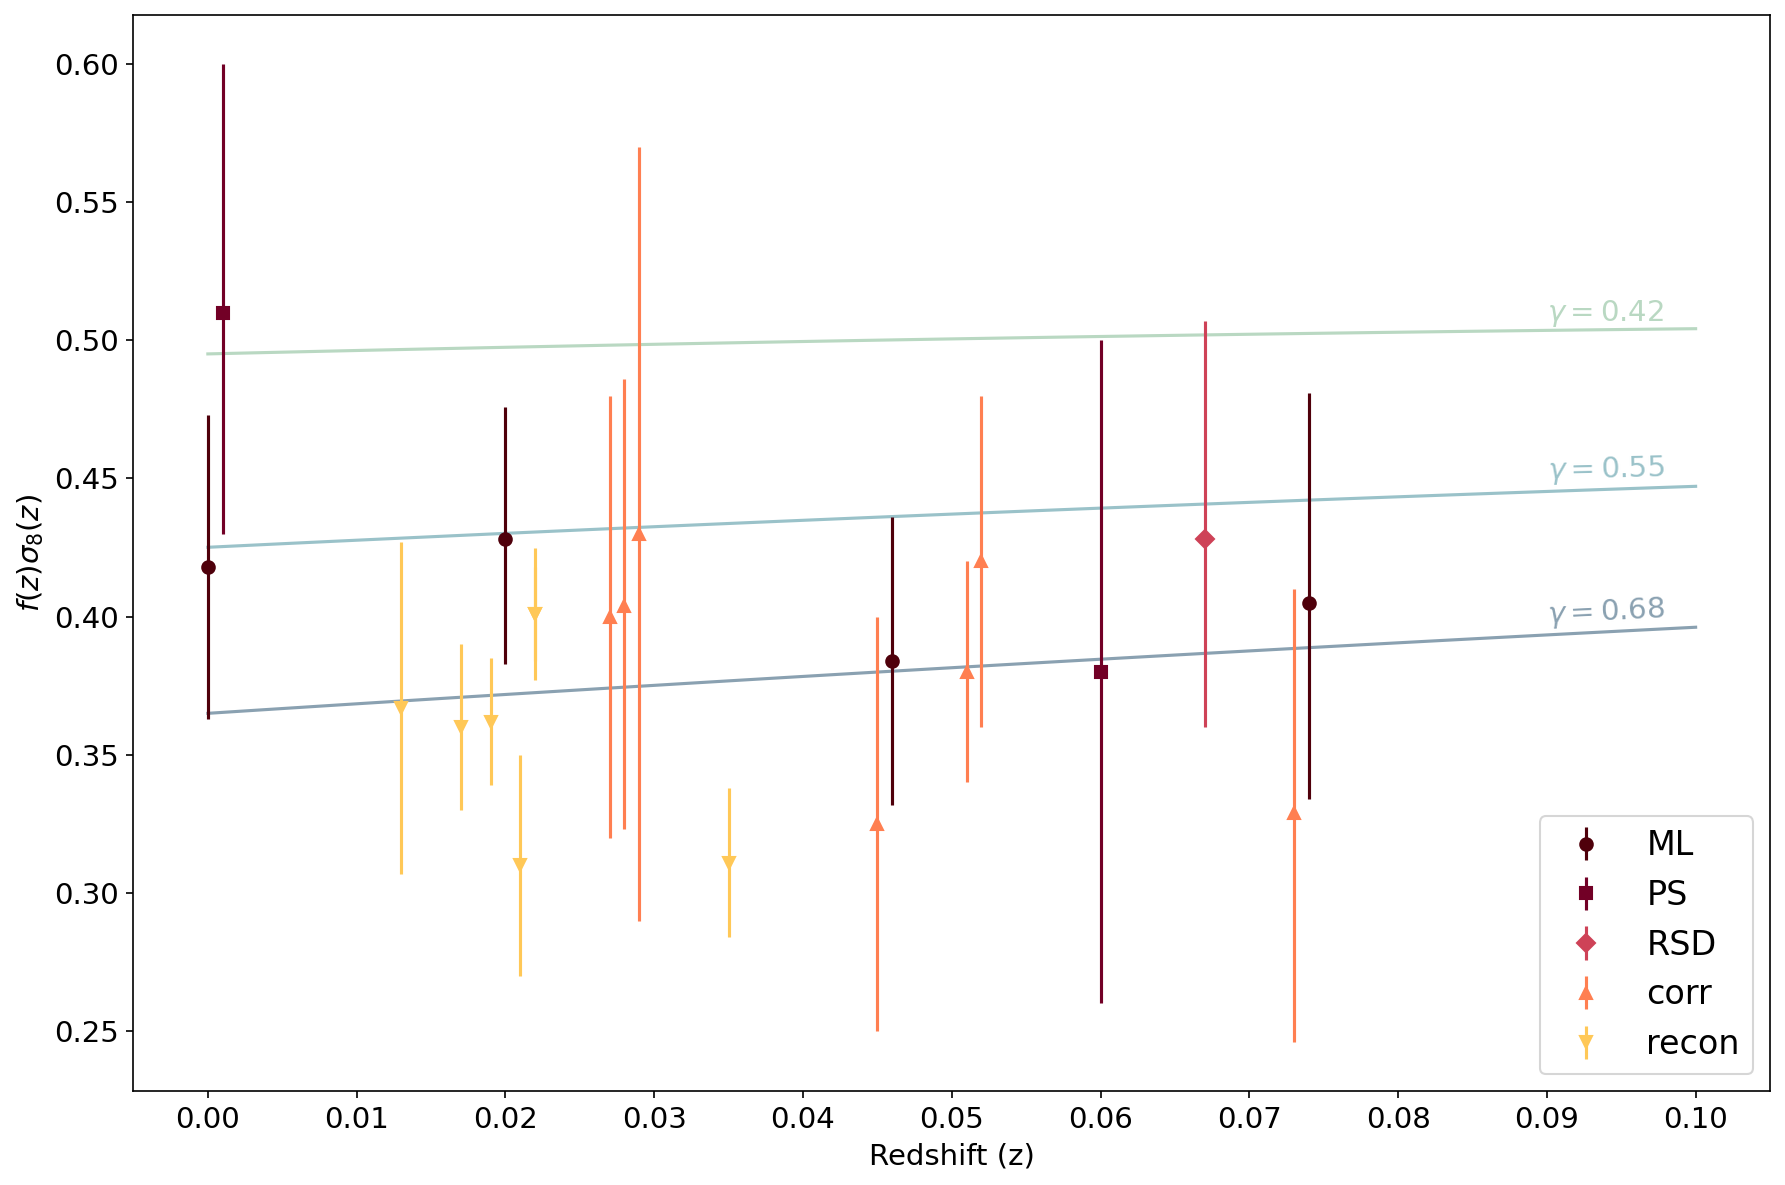 0.60
0.55
0.50
0.45
0.40
0.35
0.30
0.25
f(z)σ₈(z)
γ = 0.42
γ = 0.55
γ = 0.68
ML
PS
RSD
corr
recon
0.00 0.01 0.02 0.03 0.04 0.05 0.06 0.07 0.08 0.09 0.10
Redshift (z)